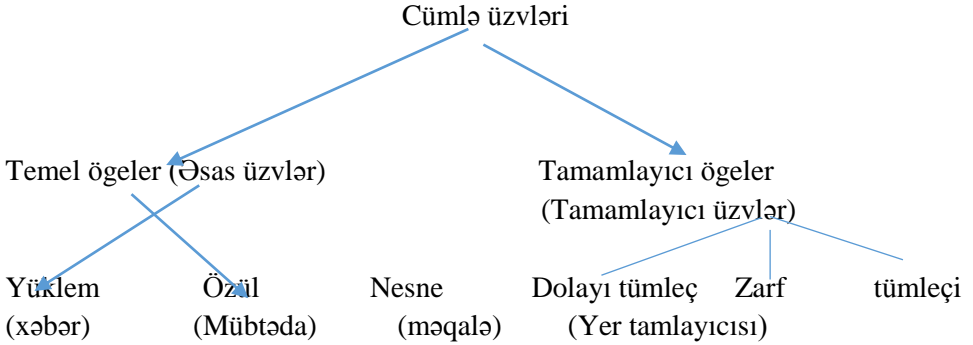 Cümlə üzvləri
Temel ögeler (Əsas üzvlər) Tamamlayıcı ögeler
(Tamamlayıcı üzvlər)
Yüklem Özül Nesne Dolayı tümleç Zarf tümleçi
(xəbər) (Mübtəda) (məqalə) (Yer tamlayıcısı)